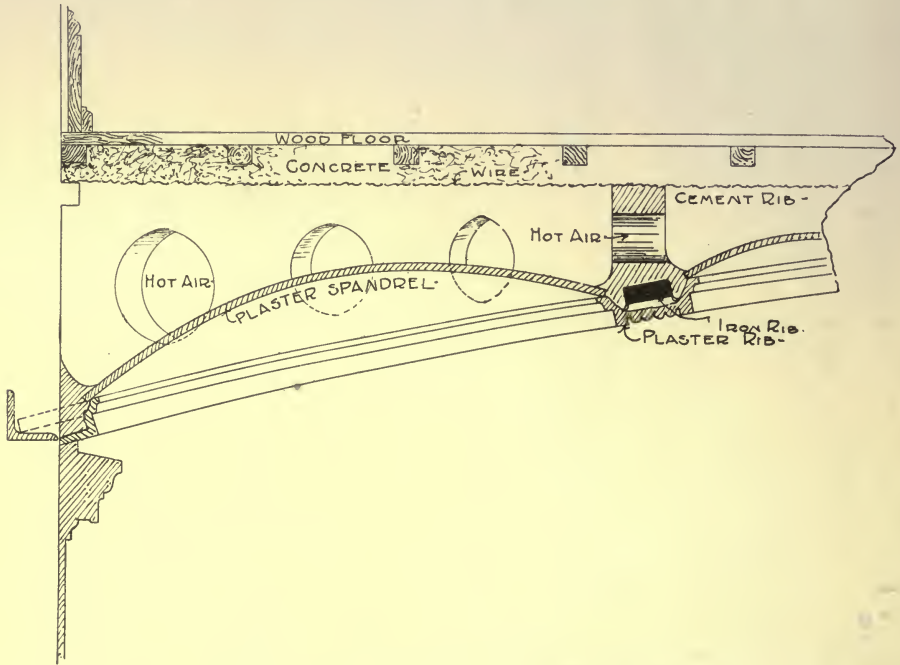 WOOD FLOOR
CONCRETE
WIRE
CEMENT RIB-
HOT AIR
HOT AIR
PLASTER SPANDREL-
IRON RIB.
PLASTER RIB-